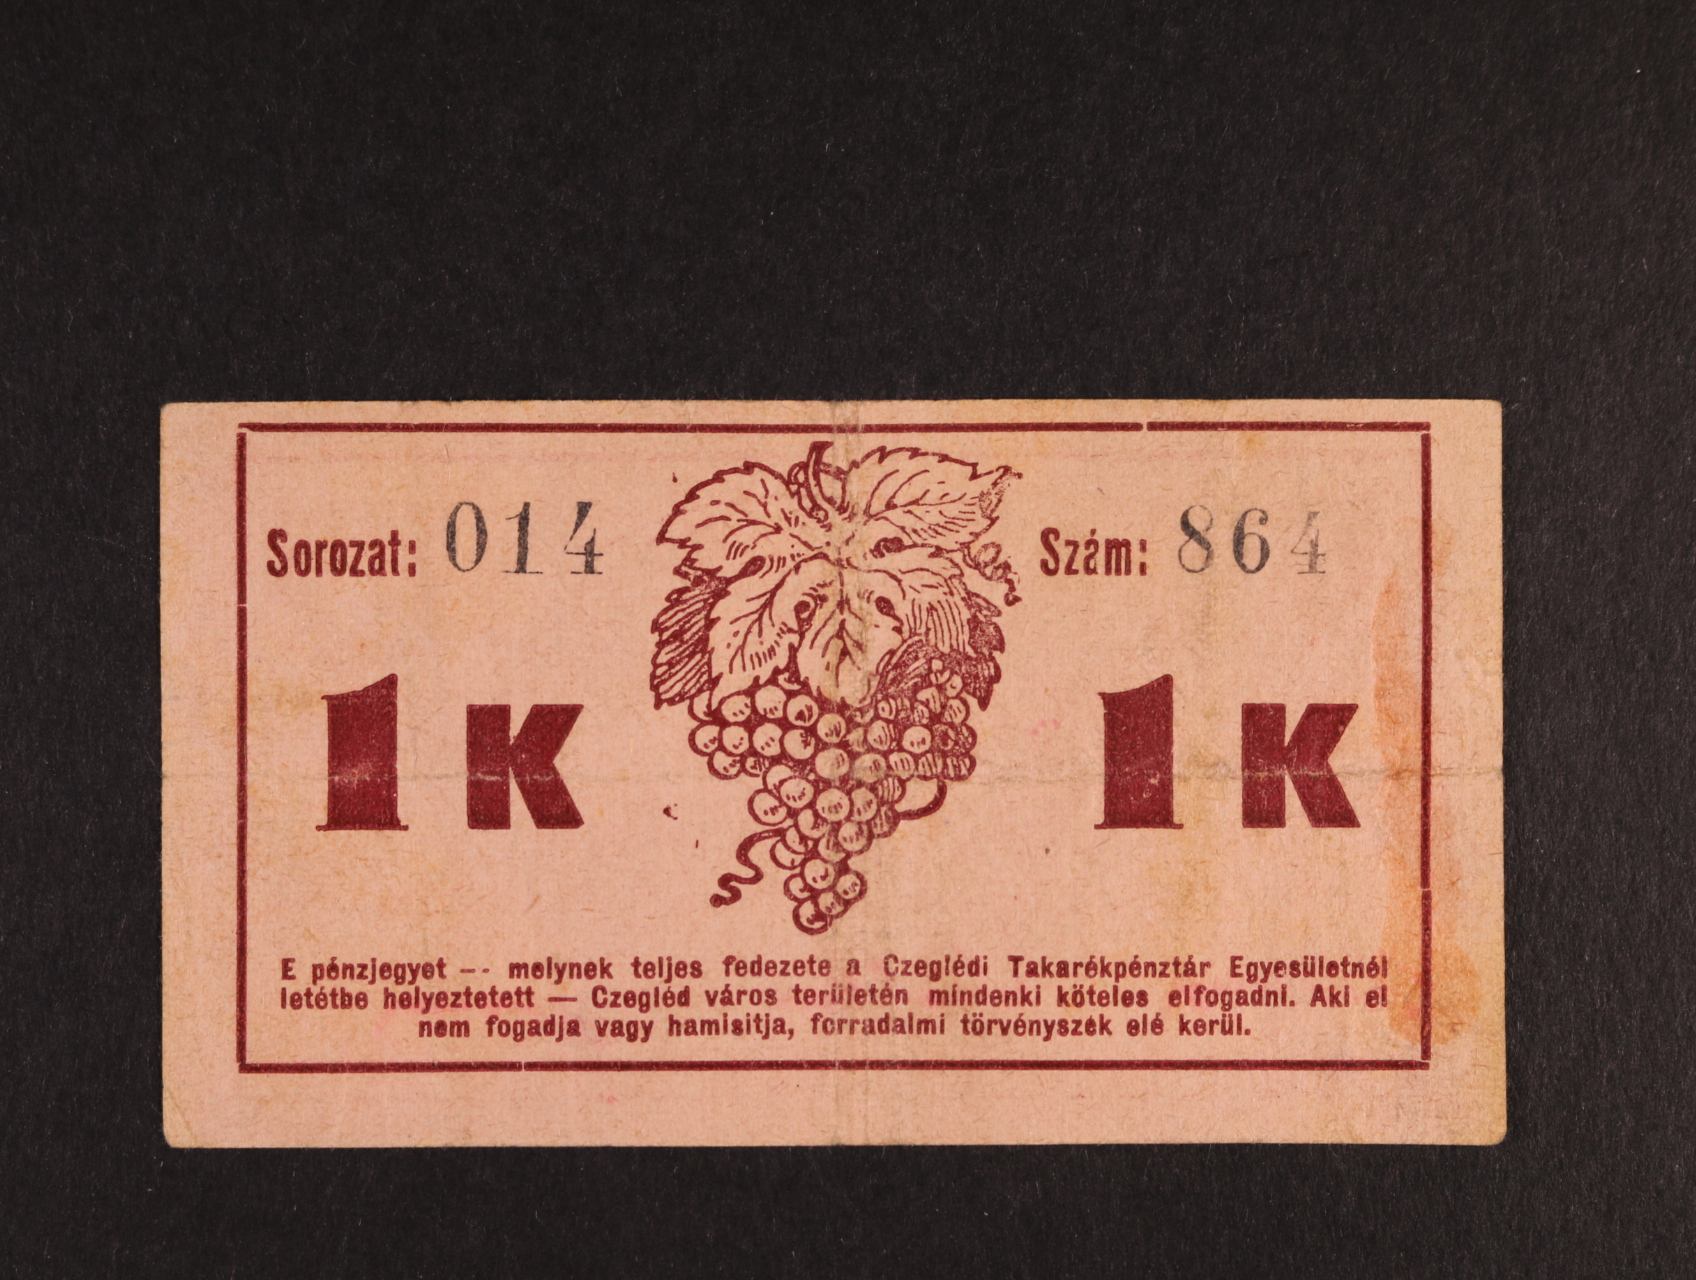 Sorozat: 014 Szám: 864
1 K 1 K
E pénzjegyet -- melynek teljes fedezete a Czeglédi Takarékpénztár Egyesületnél
letétbe helyeztetett — Czegléd város területén mindenki köteles elfogadni. Aki el
nem fogadja vagy hamisitja, forradalmi törvényszék elé kerül.